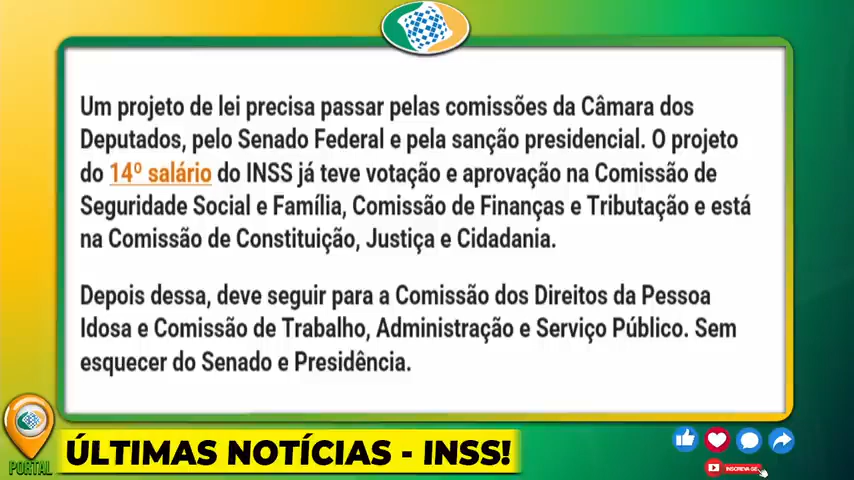 Um projeto de lei precisa passar pelas comissões da Câmara dos
Deputados, pelo Senado Federal e pela sanção presidencial. O projeto
do 14º salário do INSS já teve votação e aprovação na Comissão de
Seguridade Social e Família, Comissão de Finanças e Tributação e está
na Comissão de Constituição, Justiça e Cidadania.
Depois dessa, deve seguir para a Comissão dos Direitos da Pessoa
Idosa e Comissão de Trabalho, Administração e Serviço Público. Sem
esquecer do Senado e Presidência.
PORTAL
ÚLTIMAS NOTÍCIAS - INSS!
INSCREVA-SE